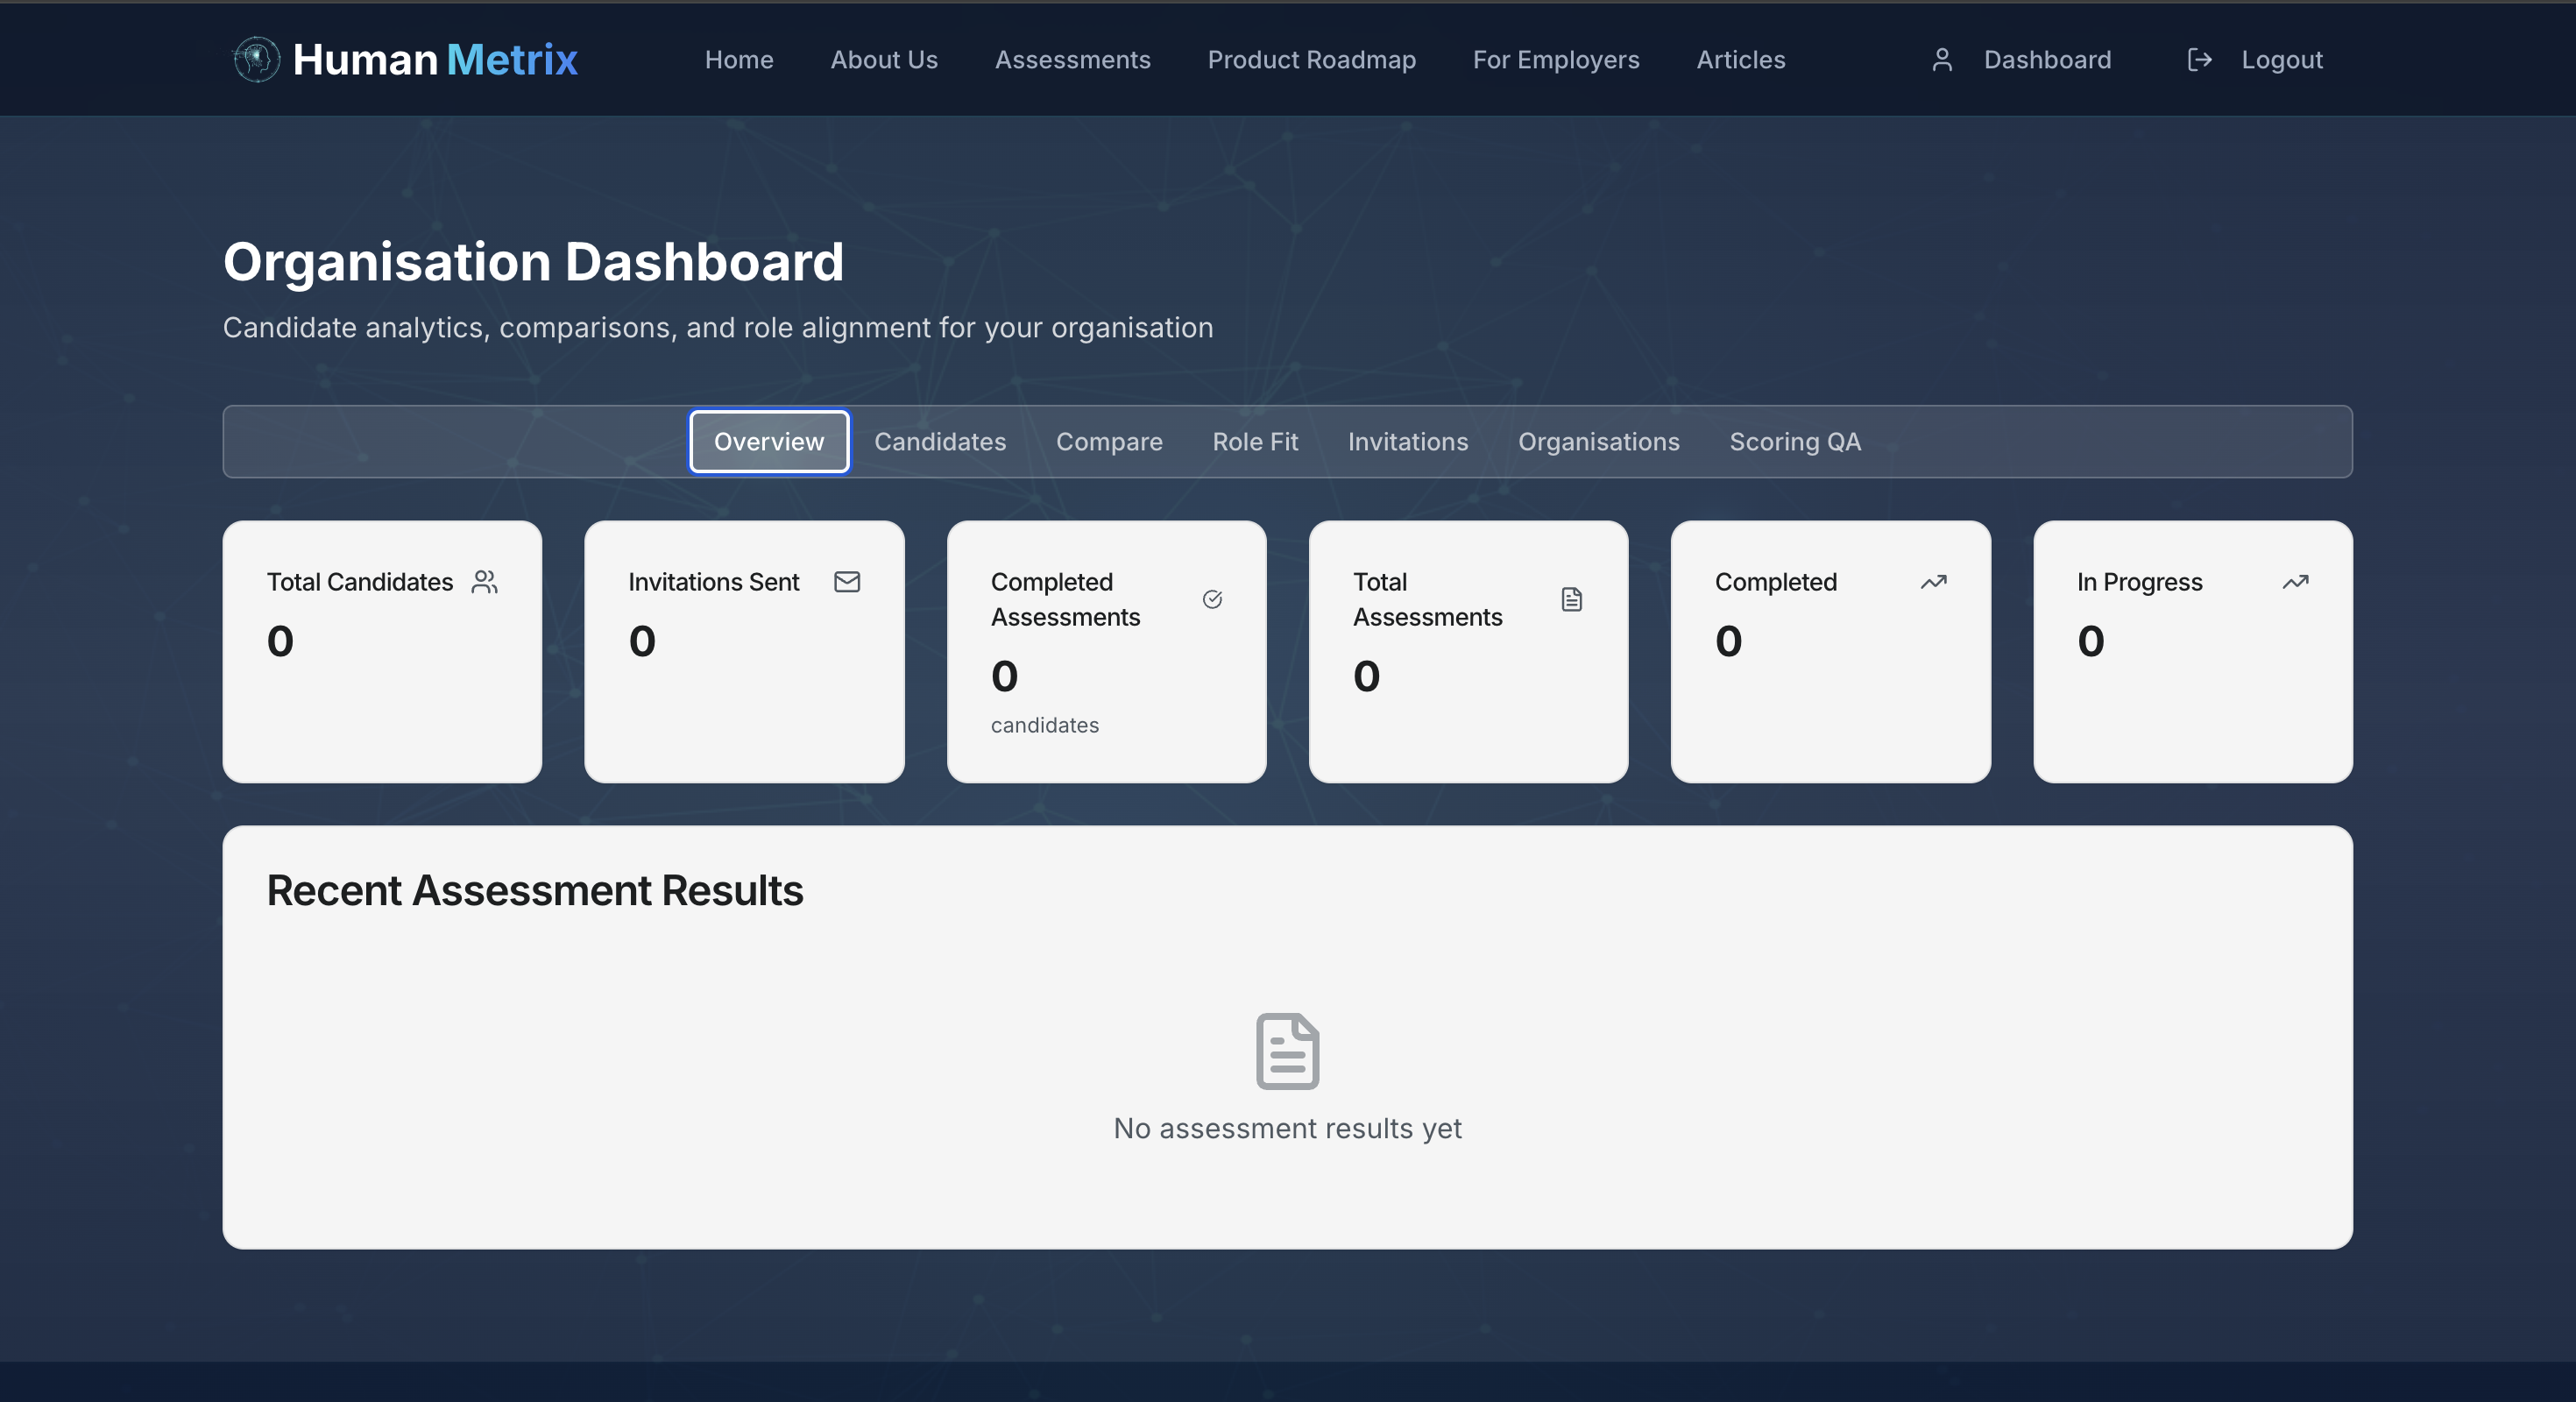 Human Metrix
Home
About Us
Assessments
Product Roadmap
For Employers
Articles
Dashboard
Logout
Organisation Dashboard
Candidate analytics, comparisons, and role alignment for your organisation
Overview
Candidates
Compare
Role Fit
Invitations
Organisations
Scoring QA
Total Candidates
0
Invitations Sent
0
Completed
Assessments
0
candidates
Total
Assessments
0
Completed
0
In Progress
0
Recent Assessment Results
No assessment results yet